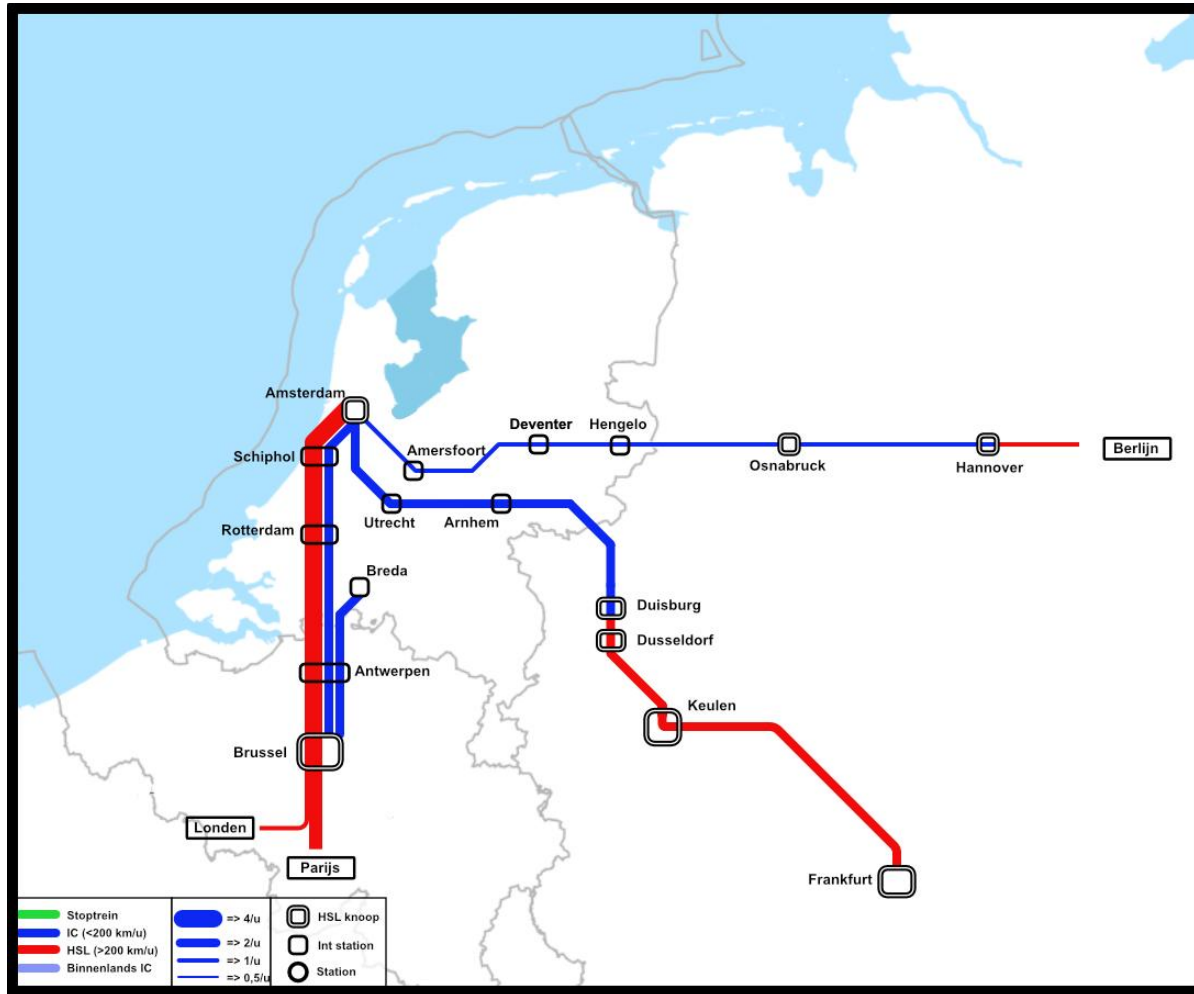 Amsterdam
Schiphol
Amersfoort
Deventer
Hengelo
Osnabruck
Hannover
Berlijn
Utrecht
Arnhem
Rotterdam
Breda
Duisburg
Dusseldorf
Antwerpen
Keulen
Brussel
Londen
Parijs
Frankfurt
Stoptrein
IC (<200 km/u)
HSL (>200 km/u)
Binnenlands IC
=> 4/u
=> 2/u
=> 1/u
=> 0,5/u
HSL knoop
Int station
Station